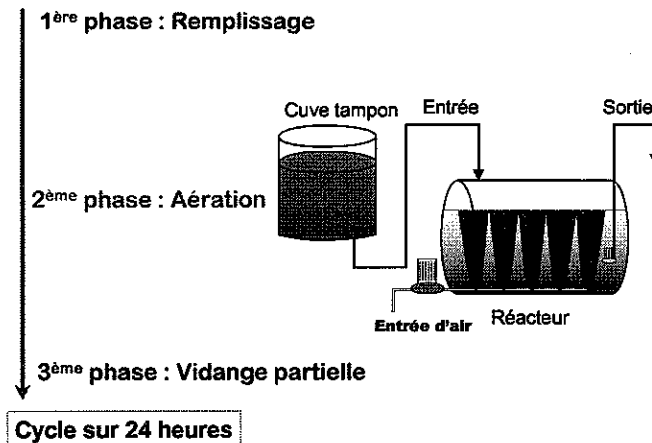 1ère phase : Remplissage
Cuve tampon
Entrée
Sortie
2ème phase : Aération
Entrée d'air
Réacteur
3ème phase : Vidange partielle
Cycle sur 24 heures